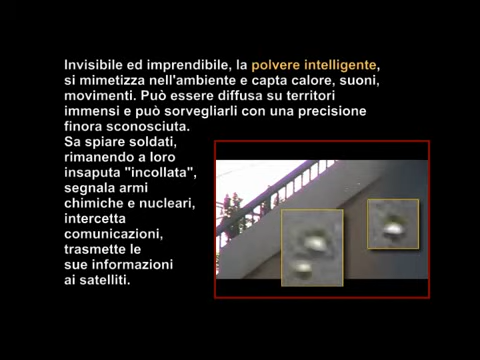 Invisibile ed imprendibile, la polvere intelligente,
si mimetizza nell'ambiente e capta calore, suoni,
movimenti. Può essere diffusa su territori
immensi e può sorvegliarli con una precisione
finora sconosciuta.
Sa spiare soldati,
rimanendo a loro
insaputa "incollata",
segnala armi
chimiche e nucleari,
intercetta
comunicazioni,
trasmette le
sue informazioni
ai satelliti.